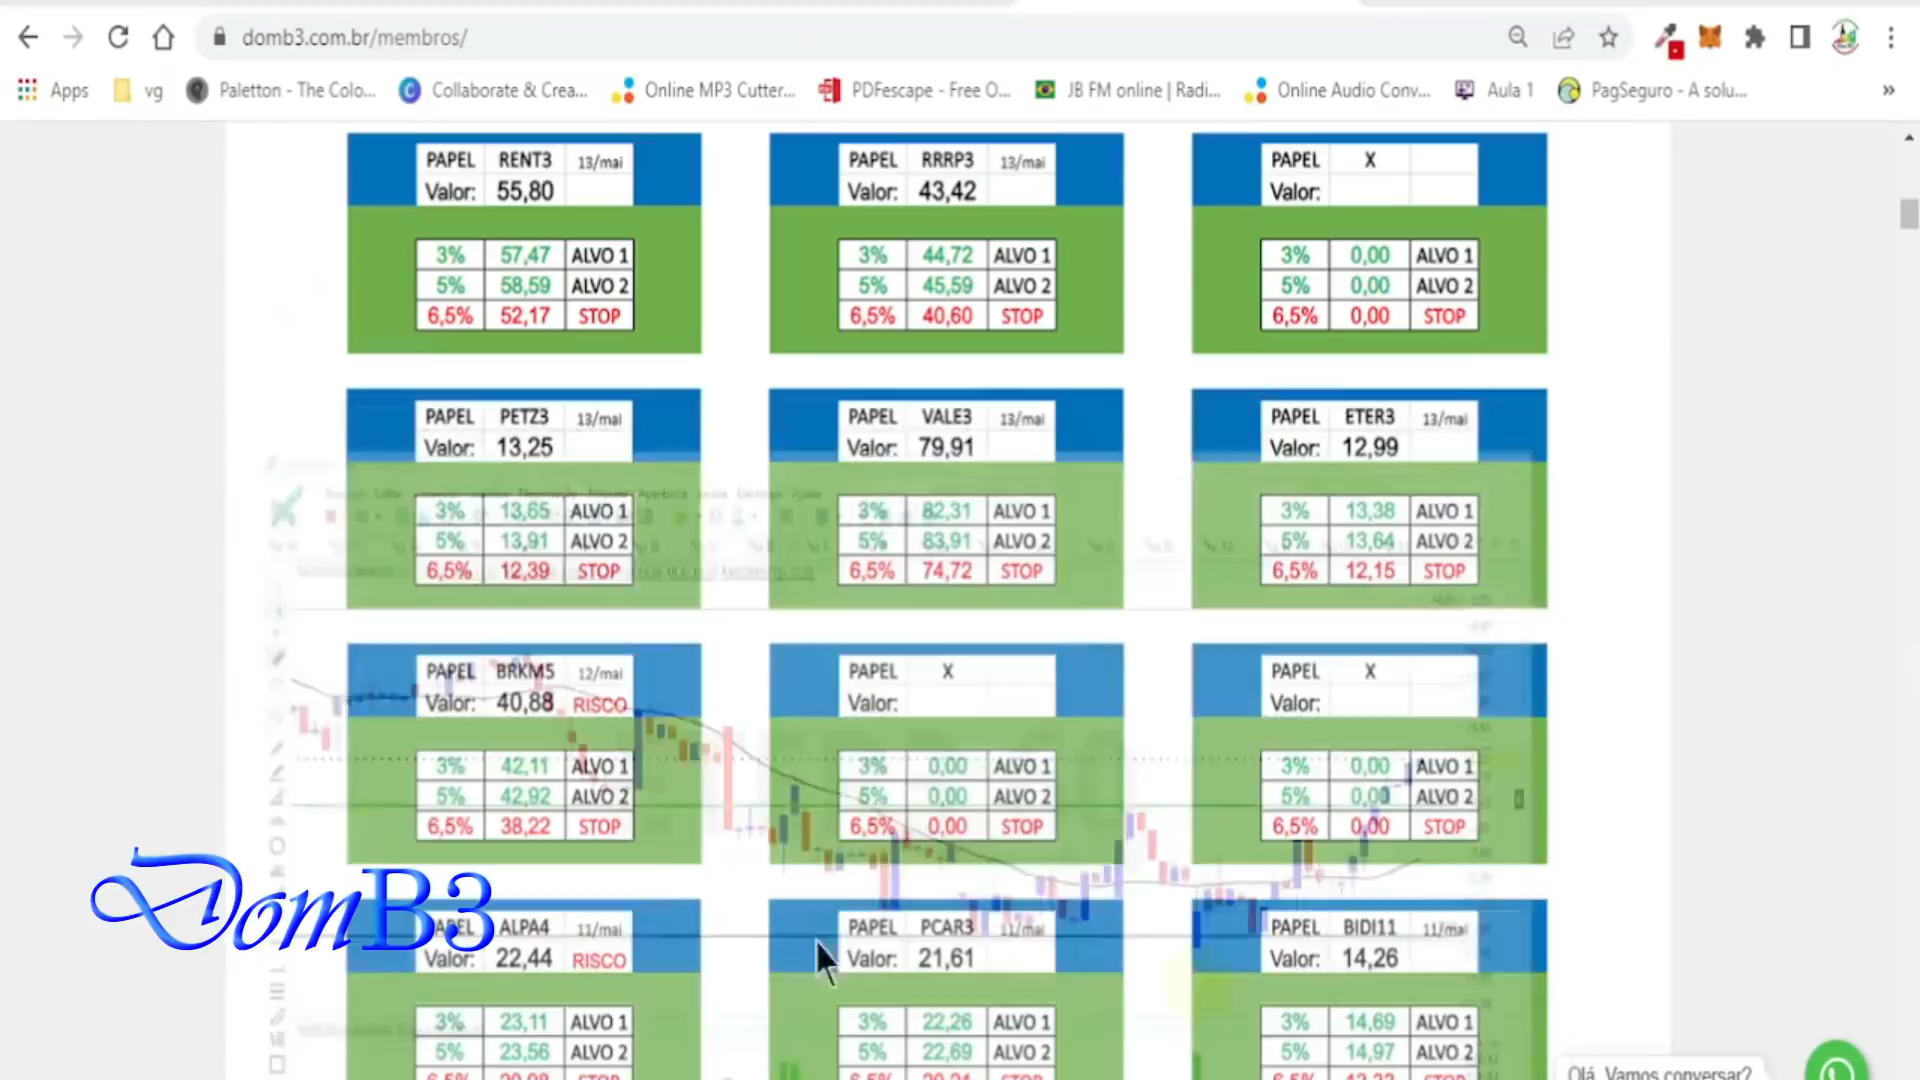 domb3.com.br/membros/
Apps vg Paletton - The Colo... Collaborate & Crea... Online MP3 Cutter... PDFescape - Free O... JB FM online | Radi... Online Audio Conv... Aula 1 PagSeguro - A solu... »
PAPEL RENT3 13/mai
Valor: 55,80
3% 57,47 ALVO 1
5% 58,59 ALVO 2
6,5% 52,17 STOP
PAPEL RRRP3 13/mai
Valor: 43,42
3% 44,72 ALVO 1
5% 45,59 ALVO 2
6,5% 40,60 STOP
PAPEL X
Valor:
3% 0,00 ALVO 1
5% 0,00 ALVO 2
6,5% 0,00 STOP
PAPEL PETZ3 13/mai
Valor: 13,25
3% 13,65 ALVO 1
5% 13,91 ALVO 2
6,5% 12,39 STOP
PAPEL VALE3 13/mai
Valor: 79,91
3% 82,31 ALVO 1
5% 83,91 ALVO 2
6,5% 74,72 STOP
PAPEL ETER3 13/mai
Valor: 12,99
3% 13,38 ALVO 1
5% 13,64 ALVO 2
6,5% 12,15 STOP
PAPEL BRKM5 12/mai
Valor: 40,88 RISCO
3% 42,11 ALVO 1
5% 42,92 ALVO 2
6,5% 38,22 STOP
PAPEL X
Valor:
3% 0,00 ALVO 1
5% 0,00 ALVO 2
6,5% 0,00 STOP
PAPEL X
Valor:
3% 0,00 ALVO 1
5% 0,00 ALVO 2
6,5% 0,00 STOP
DomB3
PAPEL ALPA4 11/mai
Valor: 22,44 RISCO
3% 23,11 ALVO 1
5% 23,56 ALVO 2
STOP
PAPEL PCAR3 11/mai
Valor: 21,61
3% 22,26 ALVO 1
5% 22,69 ALVO 2
STOP
PAPEL BIDI11 11/mai
Valor: 14,26
3% 14,69 ALVO 1
5% 14,97 ALVO 2
STOP
Olá, Vamos conversar?